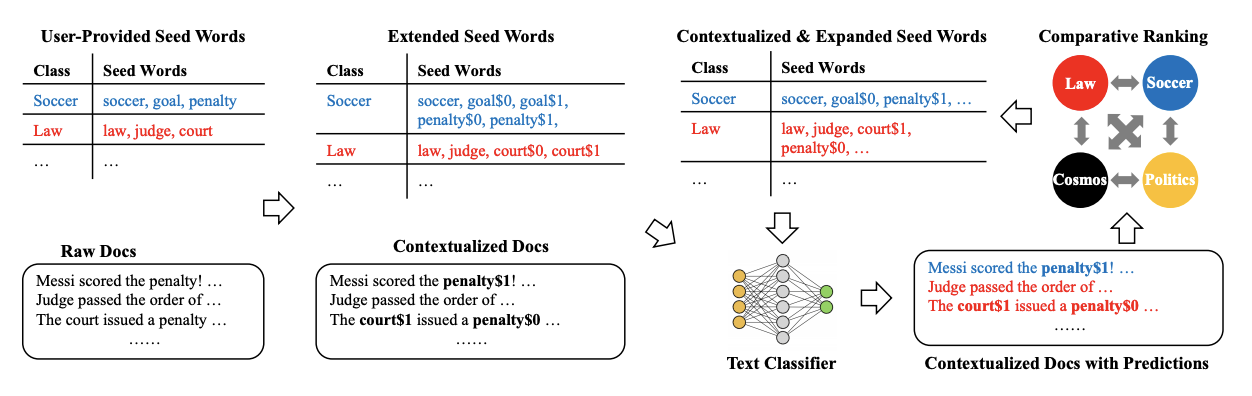 User-Provided Seed Words
Class Seed Words
Soccer soccer, goal, penalty
Law law, judge, court
… …
Raw Docs
Messi scored the penalty! …
Judge passed the order of …
The court issued a penalty …
……
Extended Seed Words
Class Seed Words
Soccer soccer, goal$0, goal$1,
penalty$0, penalty$1,
Law law, judge, court$0, court$1
… …
Contextualized Docs
Messi scored the penalty$1! …
Judge passed the order of …
The court$1 issued a penalty$0 …
……
Contextualized & Expanded Seed Words
Class Seed Words
Soccer soccer, goal$0, penalty$1, …
Law law, judge, court$1,
penalty$0, …
… …
Text Classifier
Comparative Ranking
Law Soccer
Cosmos Politics
Messi scored the penalty$1! …
Judge passed the order of …
The court$1 issued a penalty$0 …
……
Contextualized Docs with Predictions